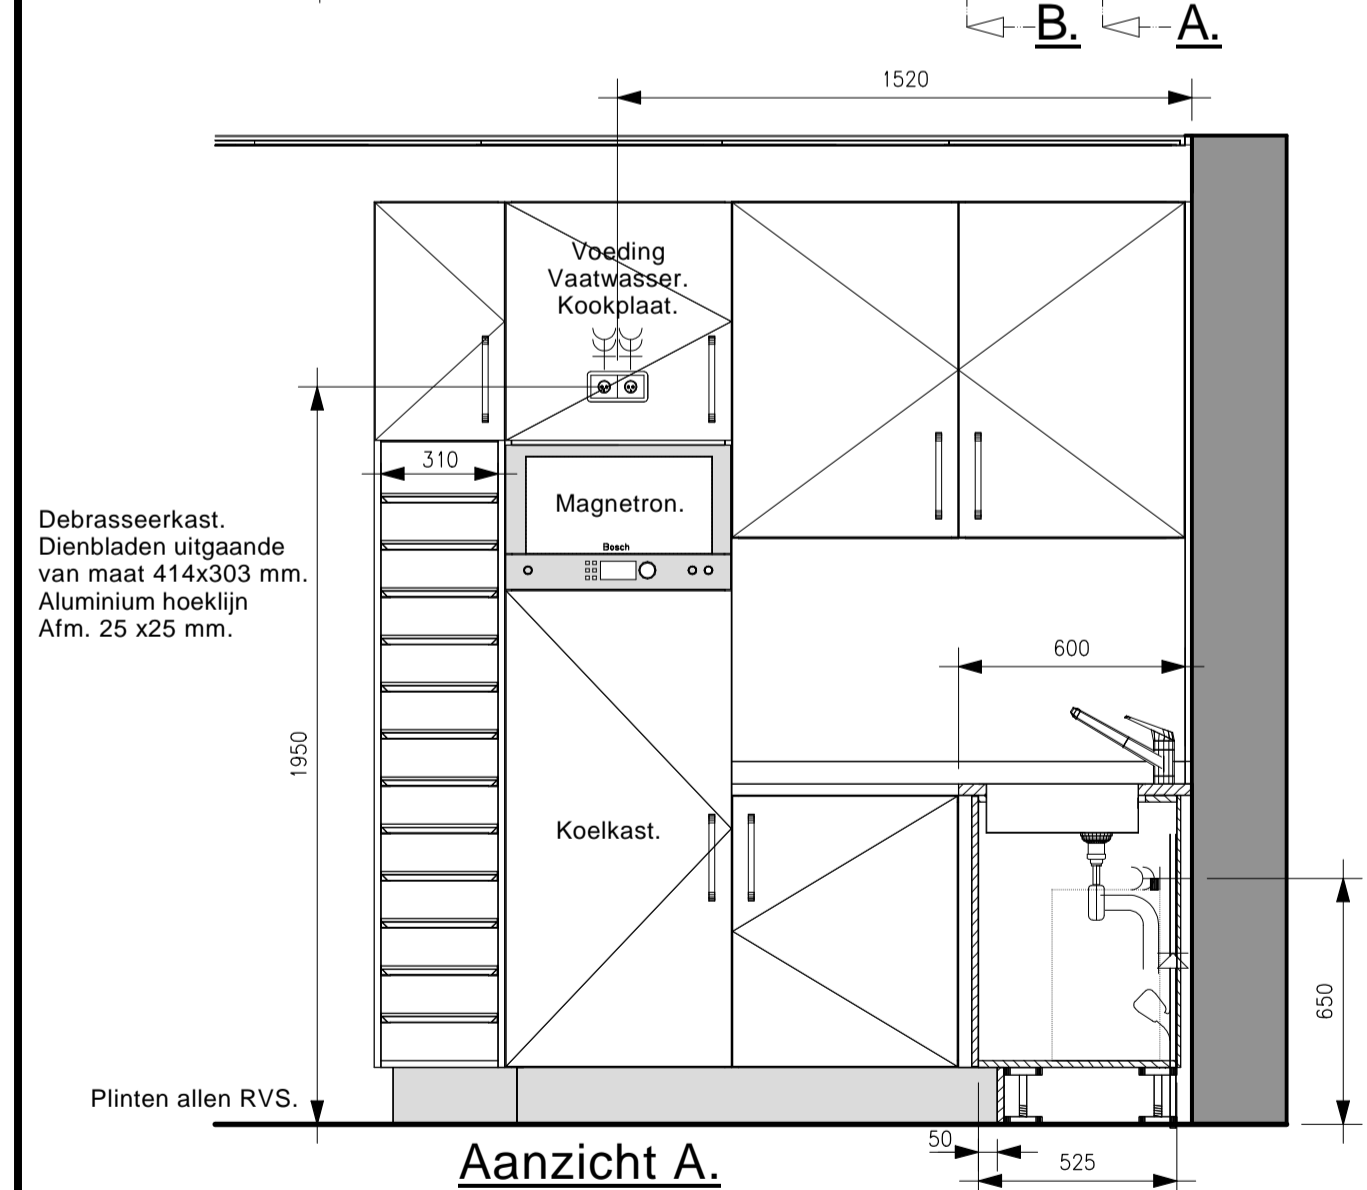 B. A.
1520
Voeding
Vaatwasser.
Kookplaat.
310
Magnetron.
Bosch
Debrasseerkast.
Dienbladen uitgaande
van maat 414x303 mm.
Aluminium hoeklijn
Afm. 25 x25 mm.
600
1950
Koelkast.
650
Plinten allen RVS.
50
525
Aanzicht A.